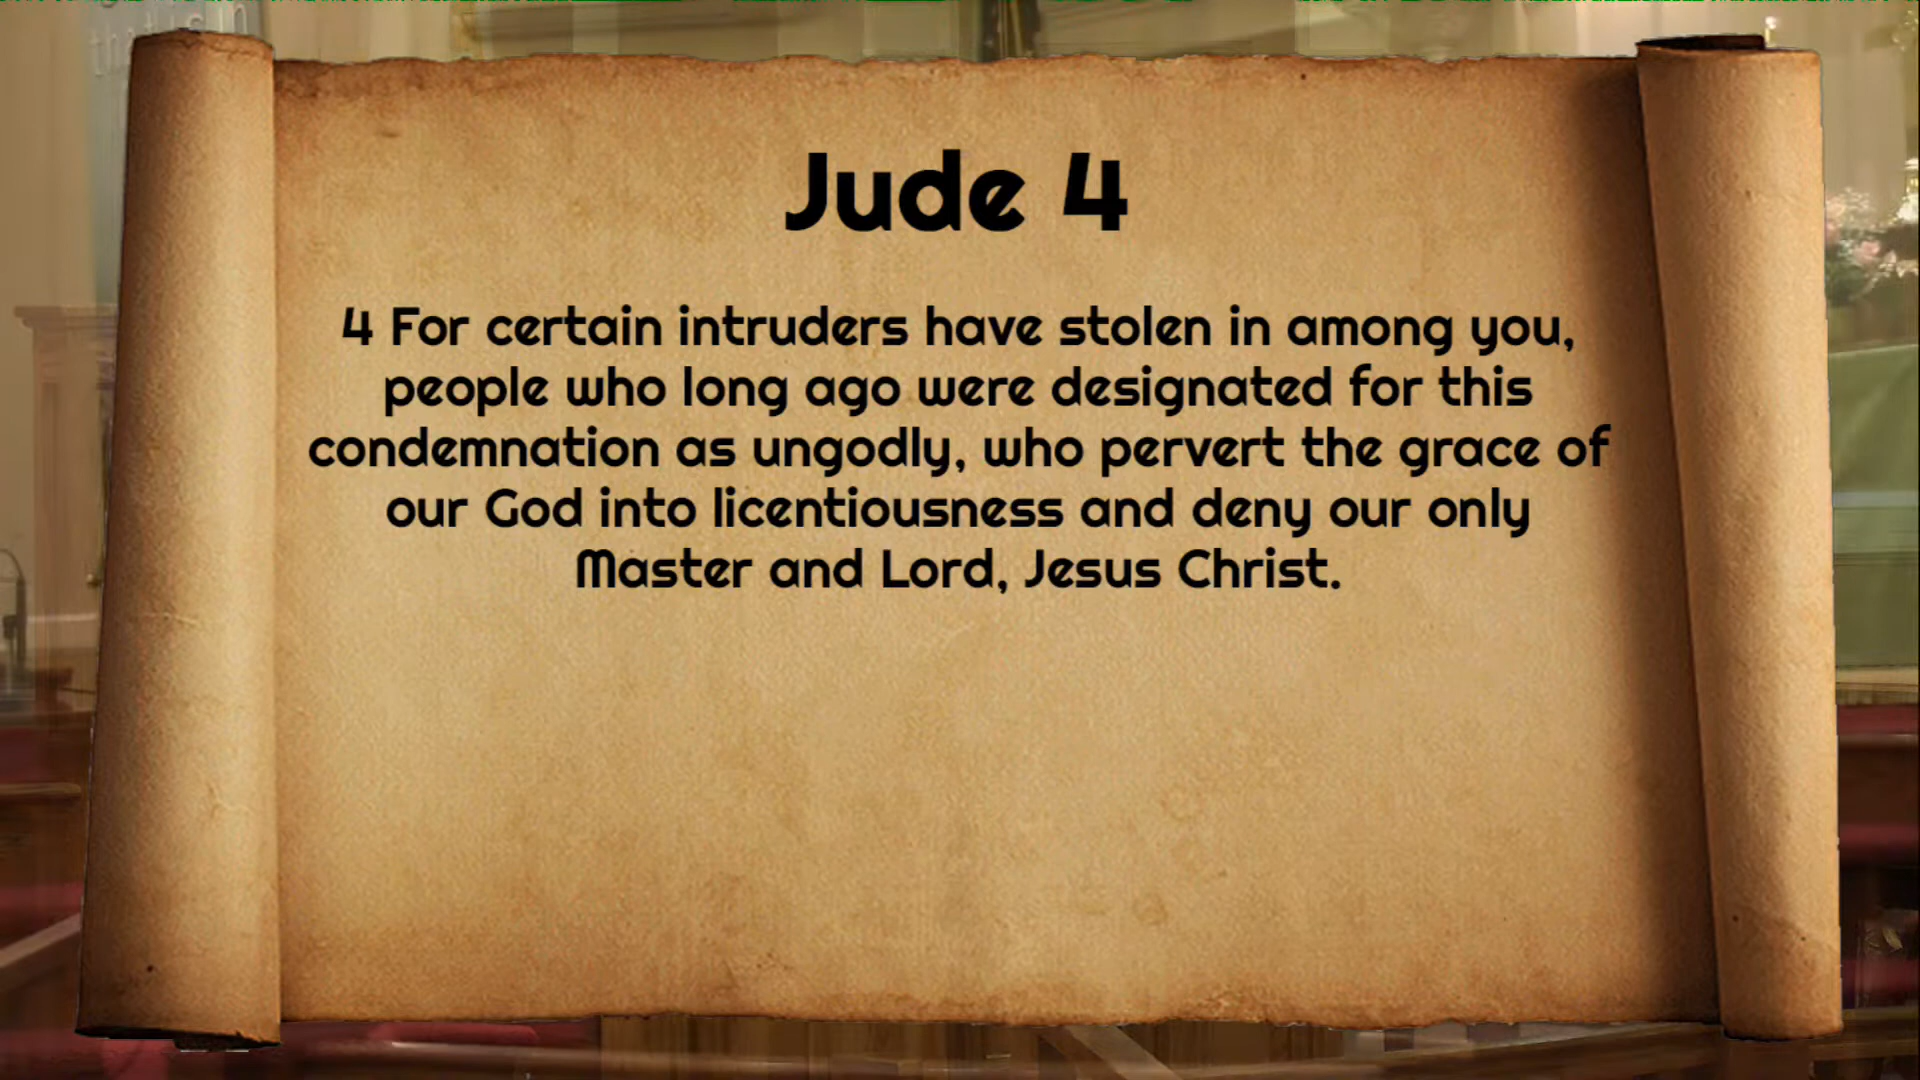 Jude 4
4 For certain intruders have stolen in among you,
people who long ago were designated for this
condemnation as ungodly, who pervert the grace of
our God into licentiousness and deny our only
Master and Lord, Jesus Christ.